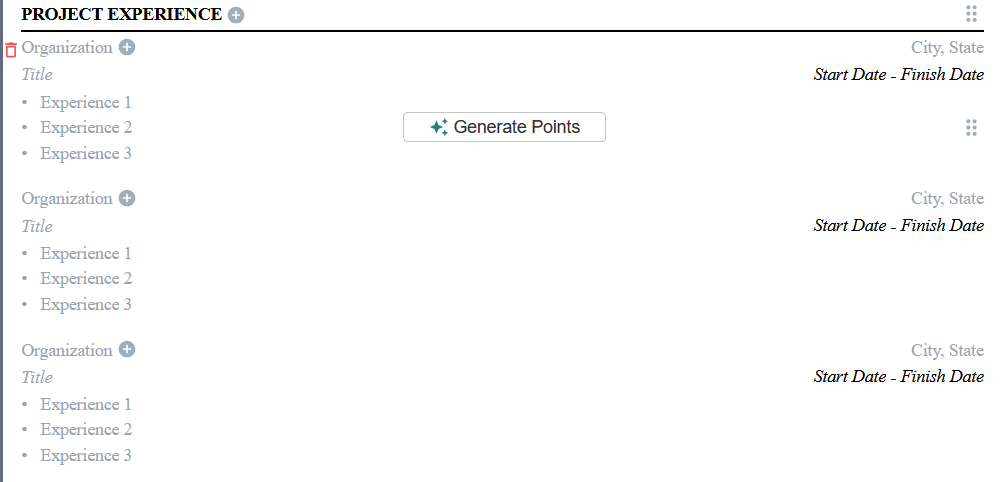 PROJECT EXPERIENCE
Organization City, State
Title Start Date - Finish Date
• Experience 1
• Experience 2 Generate Points
• Experience 3
Organization City, State
Title Start Date - Finish Date
• Experience 1
• Experience 2
• Experience 3
Organization City, State
Title Start Date - Finish Date
• Experience 1
• Experience 2
• Experience 3